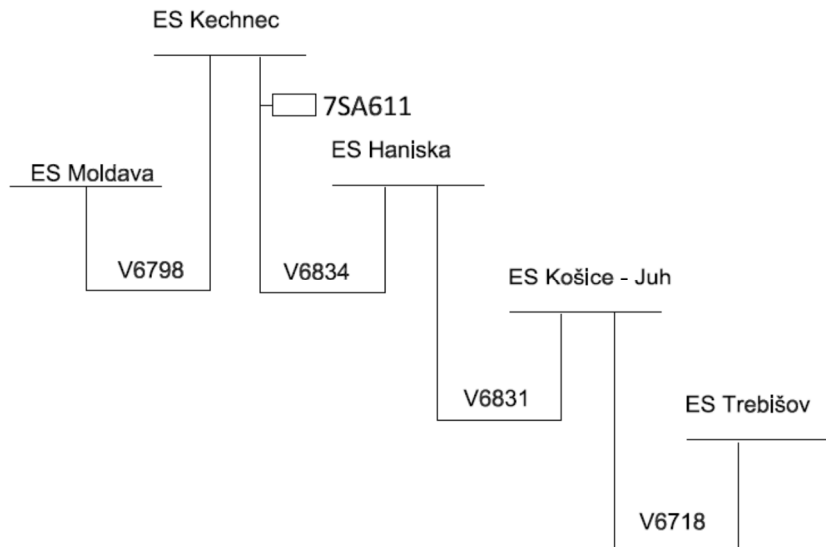 ES Kechnec
7SA611
ES Haniska
ES Moldava
V6798
V6834
ES Košice - Juh
V6831
ES Trebišov
V6718